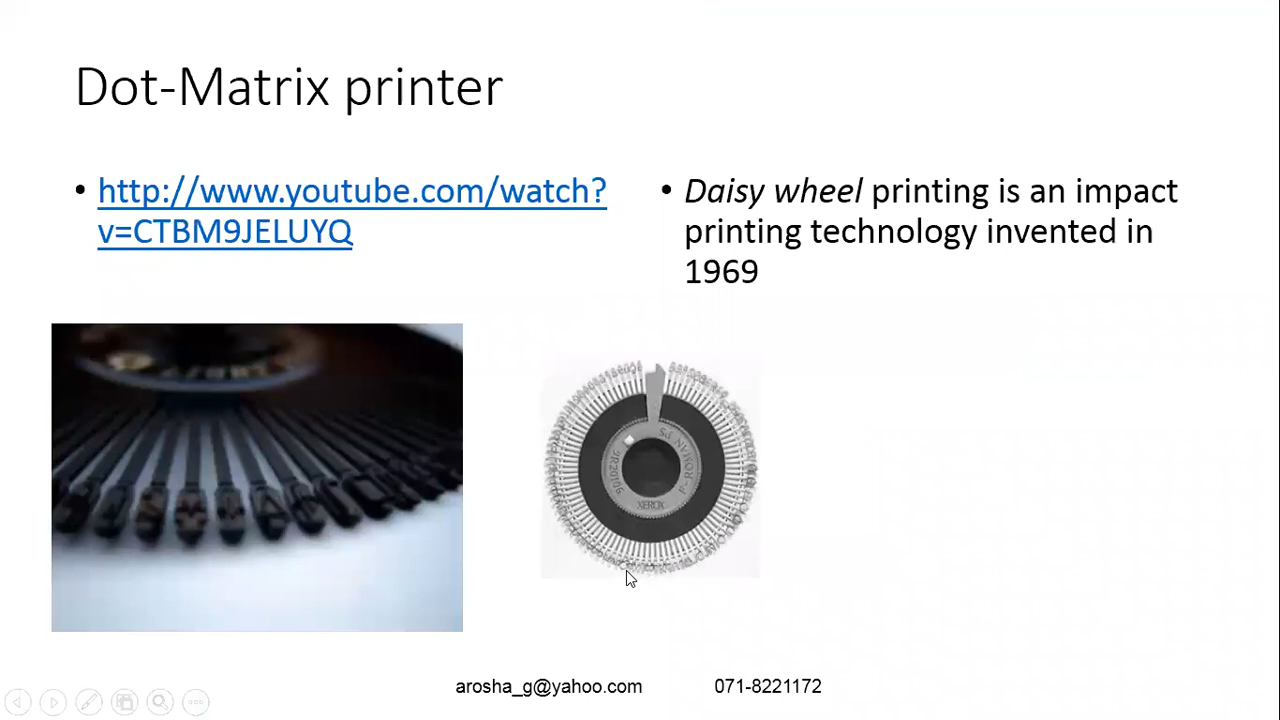 Dot-Matrix printer
• http://www.youtube.com/watch?
v=CTBM9JELUYQ
• Daisy wheel printing is an impact
printing technology invented in
1969
XEROX
arosha_g@yahoo.com 071-8221172